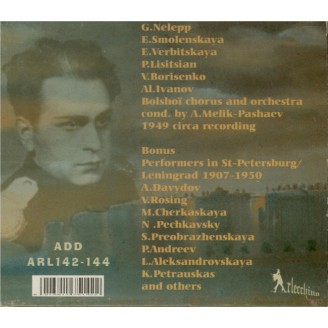 G.Nelepp
E.Smolenskaya
E.Verbitskaya
P.Lisitsian
V.Borisenko
Al.Ivanov
Bolshoï chorus and orchestra
cond. by A.Melik-Pashaev
1949 circa recording
Bonus
Performers in St-Petersburg/
Leningrad 1907-1950
A.Davydov
V.Rosing
M.Cherkaskaya
N .Pechkavsky
S.Preobrazhenskaya
P.Andreev
L.Aleksandrovskaya
K.Petrauskas
and others
ADD
ARL142-144
Arlecchino